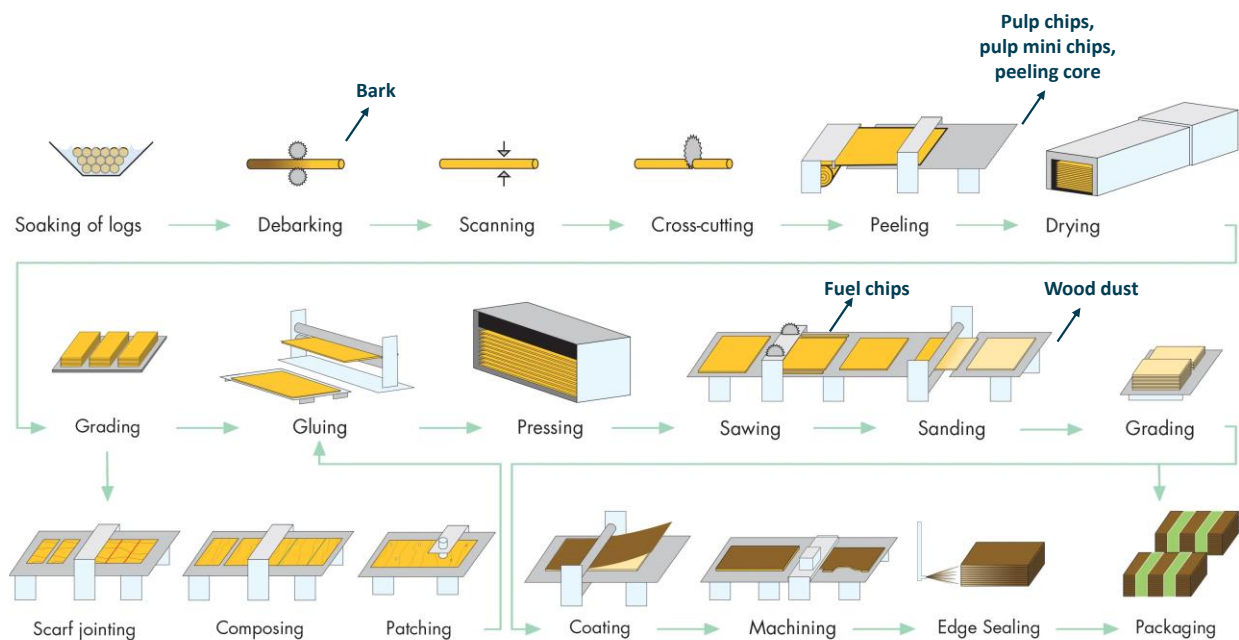 Pulp chips,
pulp mini chips,
peeling core
Bark
Soaking of logs
Debarking
Scanning
Cross-cutting
Peeling
Drying
Fuel chips
Wood dust
Grading
Gluing
Pressing
Sawing
Sanding
Grading
Scarf jointing
Composing
Patching
Coating
Machining
Edge Sealing
Packaging